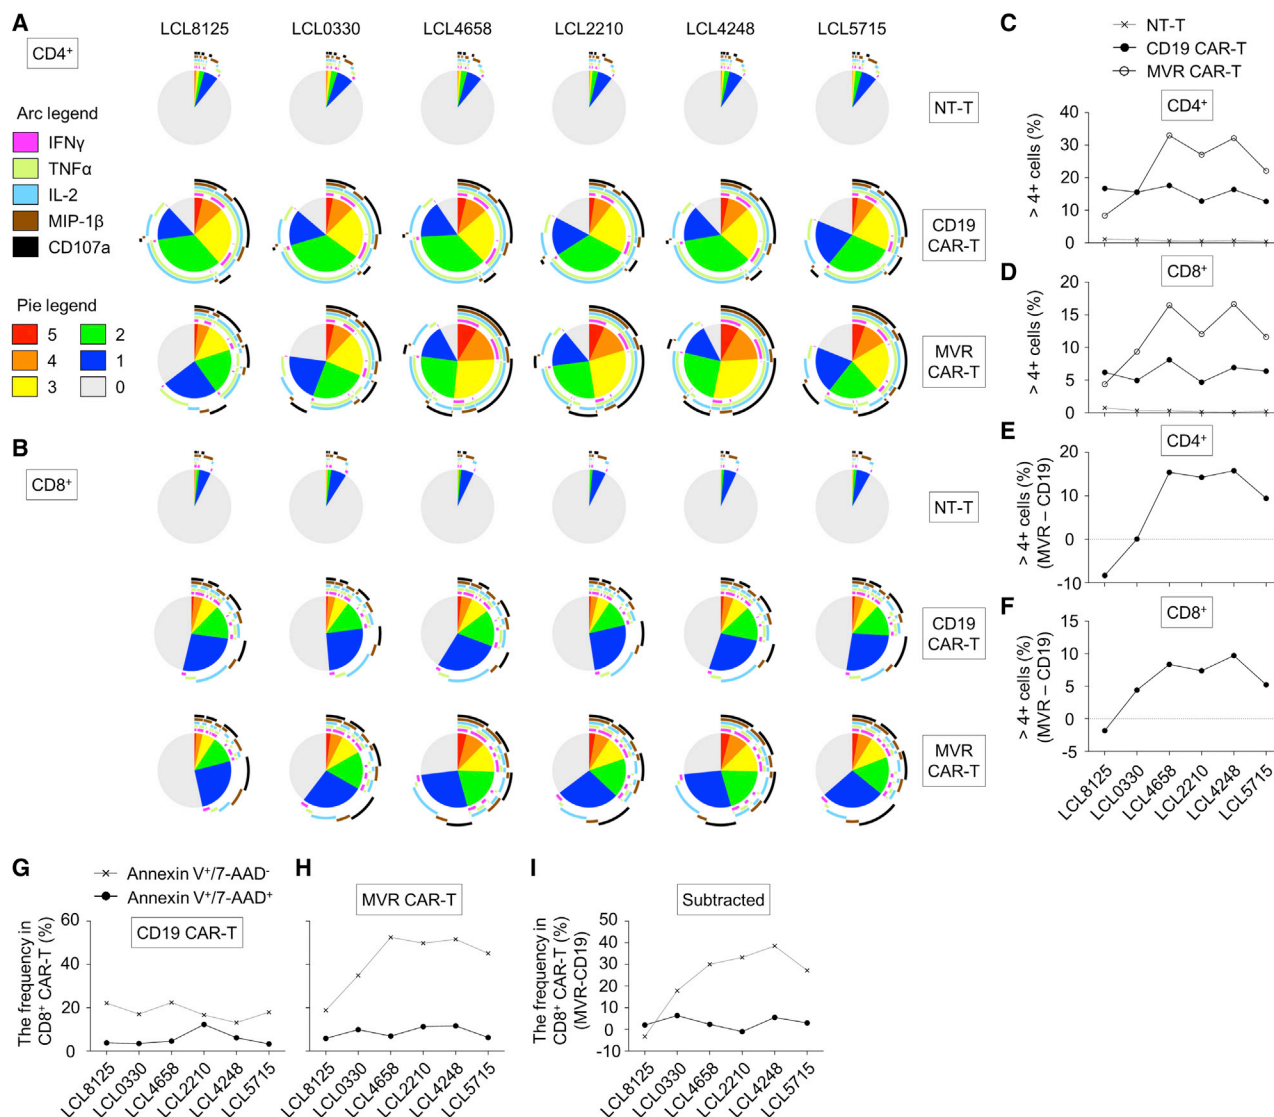 A
CD4⁺
LCL8125 LCL0330 LCL4658 LCL2210 LCL4248 LCL5715
Arc legend
IFNγ
TNFα
IL-2
MIP-1β
CD107a
Pie legend
5 2
4 1
3 0
NT-T
CD19
CAR-T
MVR
CAR-T
B
CD8⁺
NT-T
CD19
CAR-T
MVR
CAR-T
C
NT-T
CD19 CAR-T
MVR CAR-T
CD4⁺
> 4+ cells (%)
40
30
20
10
0
D
CD8⁺
> 4+ cells (%)
20
15
10
5
0
E
CD4⁺
> 4+ cells (%)
(MVR – CD19)
20
10
0
-10
F
CD8⁺
> 4+ cells (%)
(MVR – CD19)
15
10
5
0
-5
LCL8125
LCL0330
LCL4658
LCL2210
LCL4248
LCL5715
G
Annexin V⁺/7-AAD⁻
Annexin V⁺/7-AAD⁺
CD19 CAR-T
The frequency in
CD8⁺ CAR-T (%)
60
40
20
0
LCL8125
LCL0330
LCL4658
LCL2210
LCL4248
LCL5715
H
MVR CAR-T
LCL8125
LCL0330
LCL4658
LCL2210
LCL4248
LCL5715
I
Subtracted
The frequency in
CD8⁺ CAR-T (%)
(MVR-CD19)
50
40
30
20
10
0
-10
LCL8125
LCL0330
LCL4658
LCL2210
LCL4248
LCL5715